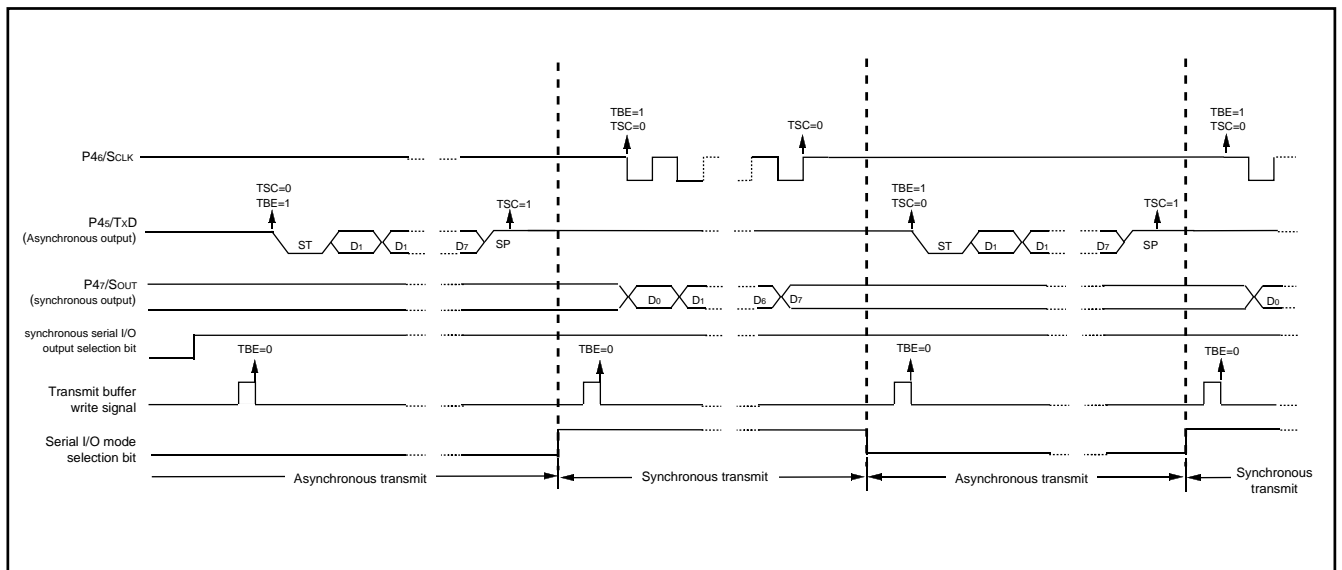 TBE=1
TSC=0
TSC=0
TBE=1
TSC=0
P46/SCLK
TSC=0
TBE=1
TSC=1
TBE=1
TSC=0
TSC=1
P45/TXD
(Asynchronous output)
ST
D1
D1
D7
SP
ST
D1
D1
D7
SP
P47/SOUT
(synchronous output)
D0
D1
D6
D7
D0
synchronous serial I/O
output selection bit
TBE=0
TBE=0
TBE=0
TBE=0
Transmit buffer
write signal
Serial I/O mode
selection bit
Asynchronous transmit
Synchronous transmit
Asynchronous transmit
Synchronous
transmit